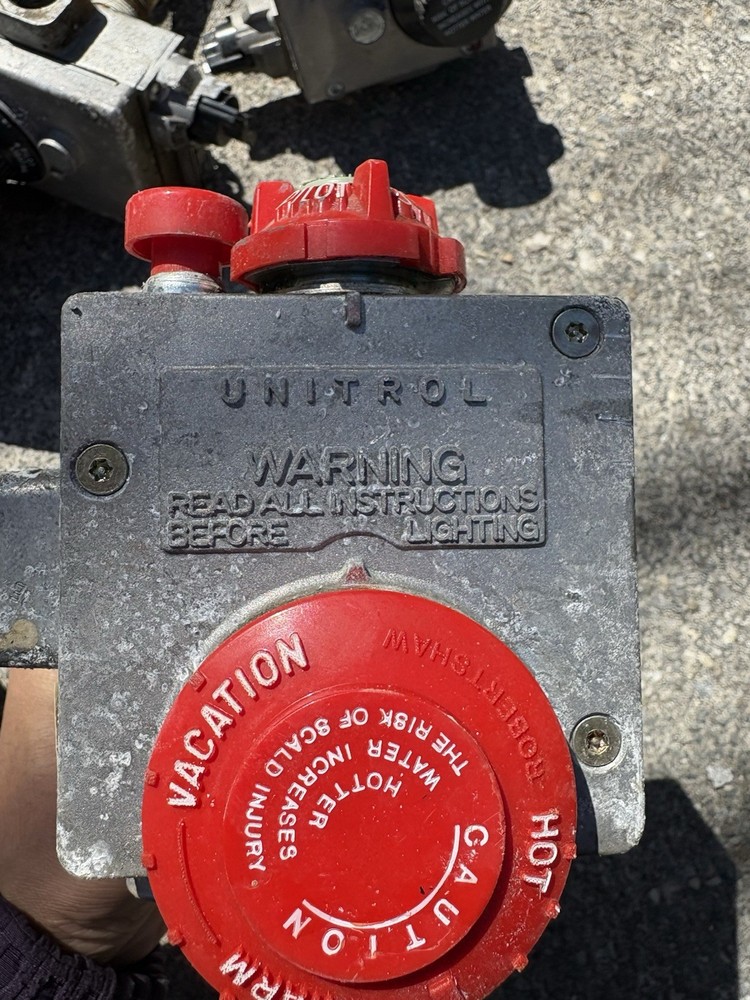 UNITROL
WARNING
READ ALL INSTRUCTIONS
BEFORE LIGHTING
ROBERTSHAW
VACATION
HOT
CAUTION
HOTTER
WATER INCREASES
THE RISK OF SCALD INJURY